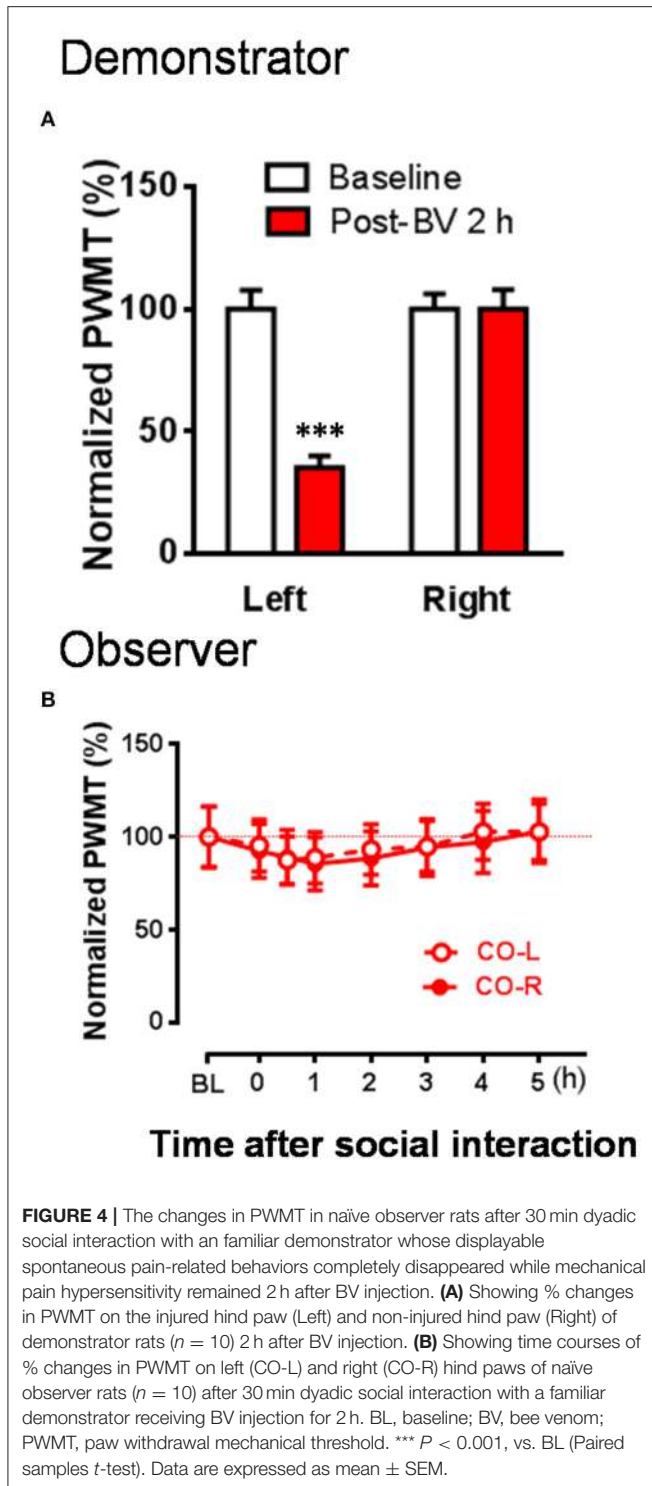 Demonstrator
A
Normalized PWMT (%)
150
100
50
0
Baseline
Post-BV 2 h
***
Left
Right
Observer
B
Normalized PWMT (%)
150
100
50
0
CO-L
CO-R
BL 0 1 2 3 4 5 (h)
Time after social interaction
FIGURE 4 | The changes in PWMT in naïve observer rats after 30 min dyadic
social interaction with an familiar demonstrator whose displayable
spontaneous pain-related behaviors completely disappeared while mechanical
pain hypersensitivity remained 2 h after BV injection. (A) Showing % changes
in PWMT on the injured hind paw (Left) and non-injured hind paw (Right) of
demonstrator rats (n = 10) 2 h after BV injection. (B) Showing time courses of
% changes in PWMT on left (CO-L) and right (CO-R) hind paws of naïve
observer rats (n = 10) after 30 min dyadic social interaction with a familiar
demonstrator receiving BV injection for 2 h. BL, baseline; BV, bee venom;
PWMT, paw withdrawal mechanical threshold. *** P < 0.001, vs. BL (Paired
samples t-test). Data are expressed as mean ± SEM.